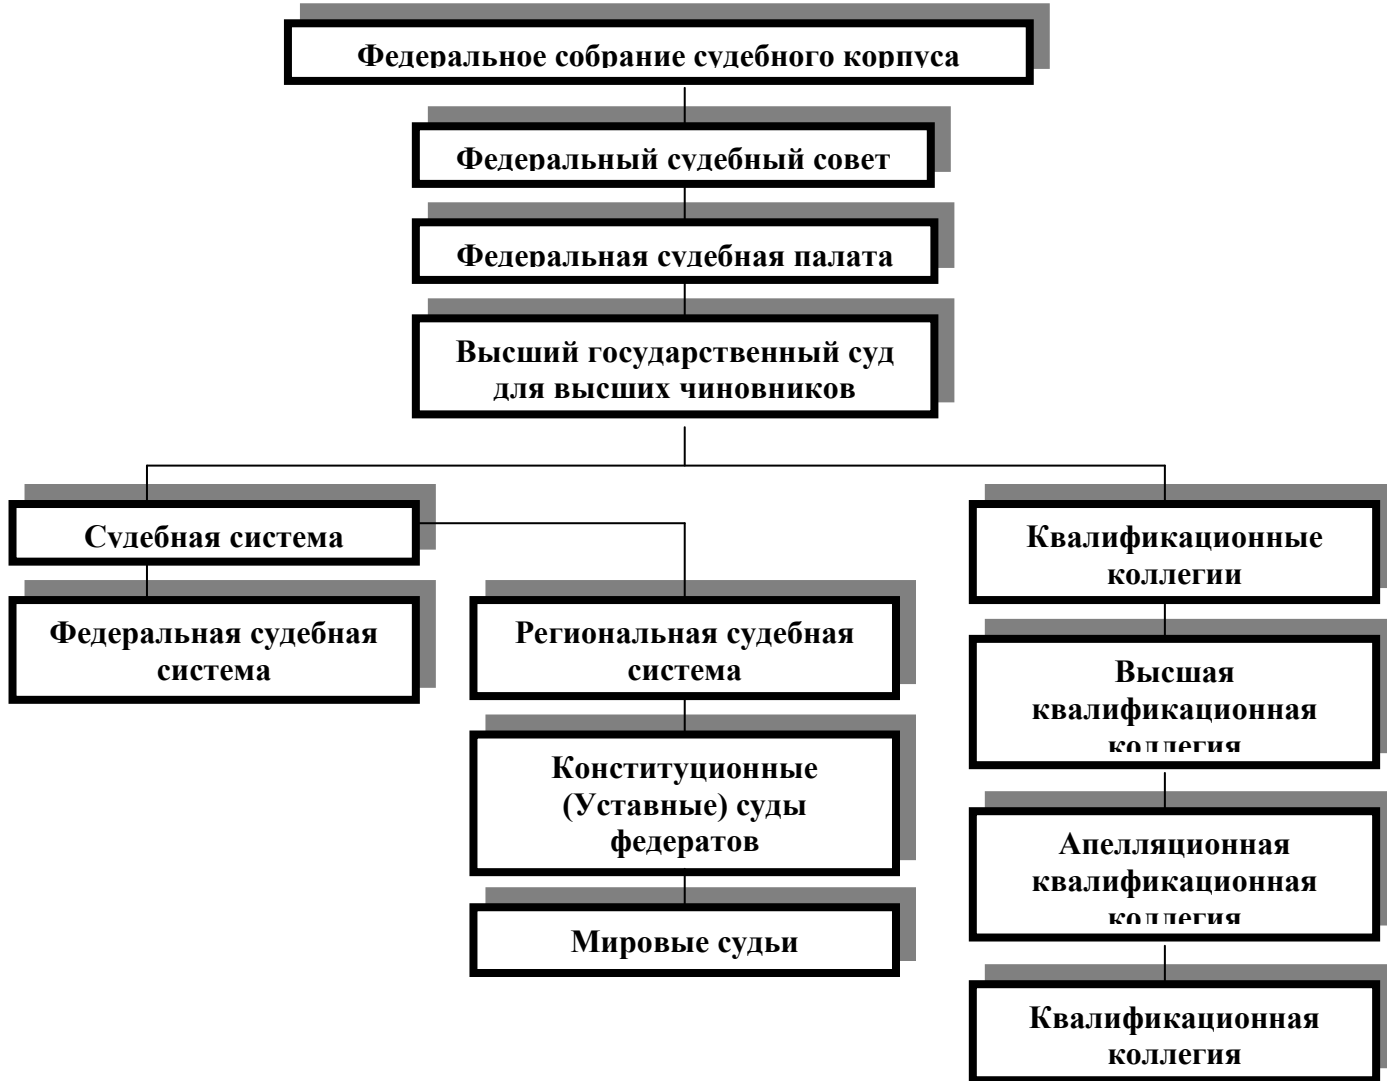 Федеральное собрание судебного корпуса
Федеральный судебный совет
Федеральная судебная палата
Высший государственный суд
для высших чиновников
Судебная система
Федеральная судебная
система
Региональная судебная
система
Конституционные
(Уставные) суды
федератов
Мировые судьи
Квалификационные
коллегии
Высшая
квалификационная
коллегия
Апелляционная
квалификационная
коллегия
Квалификационная
коллегия